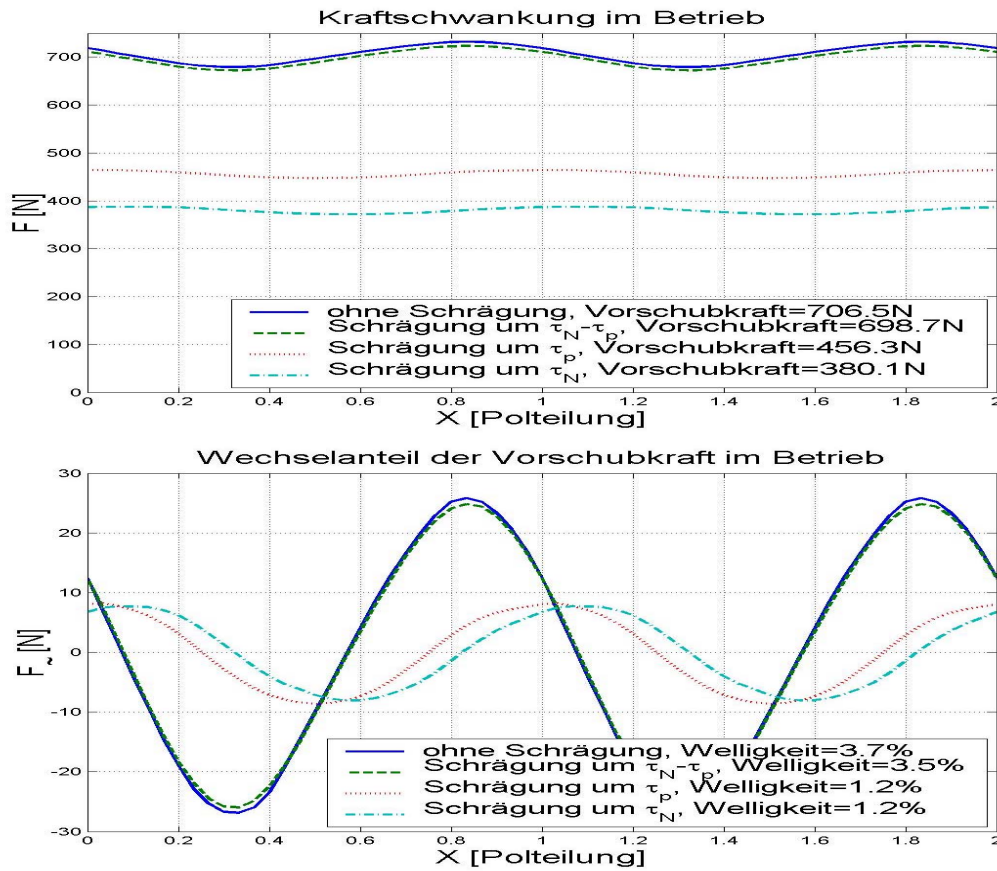 Kraftschwankung im Betrieb
700
600
500
400
300
200
100
0
F [N]
ohne Schrägung, Vorschubkraft=706.5N
Schrägung um τN-τp, Vorschubkraft=698.7N
Schrägung um τp, Vorschubkraft=456.3N
Schrägung um τN, Vorschubkraft=380.1N
0 0.2 0.4 0.6 0.8 1 1.2 1.4 1.6 1.8 2
X [Polteilung]
Wechselanteil der Vorschubkraft im Betrieb
30
20
10
0
-10
-20
-30
F~ [N]
ohne Schrägung, Welligkeit=3.7%
Schrägung um τN-τp, Welligkeit=3.5%
Schrägung um τp, Welligkeit=1.2%
Schrägung um τN, Welligkeit=1.2%
0 0.2 0.4 0.6 0.8 1 1.2 1.4 1.6 1.8 2
X [Polteilung]